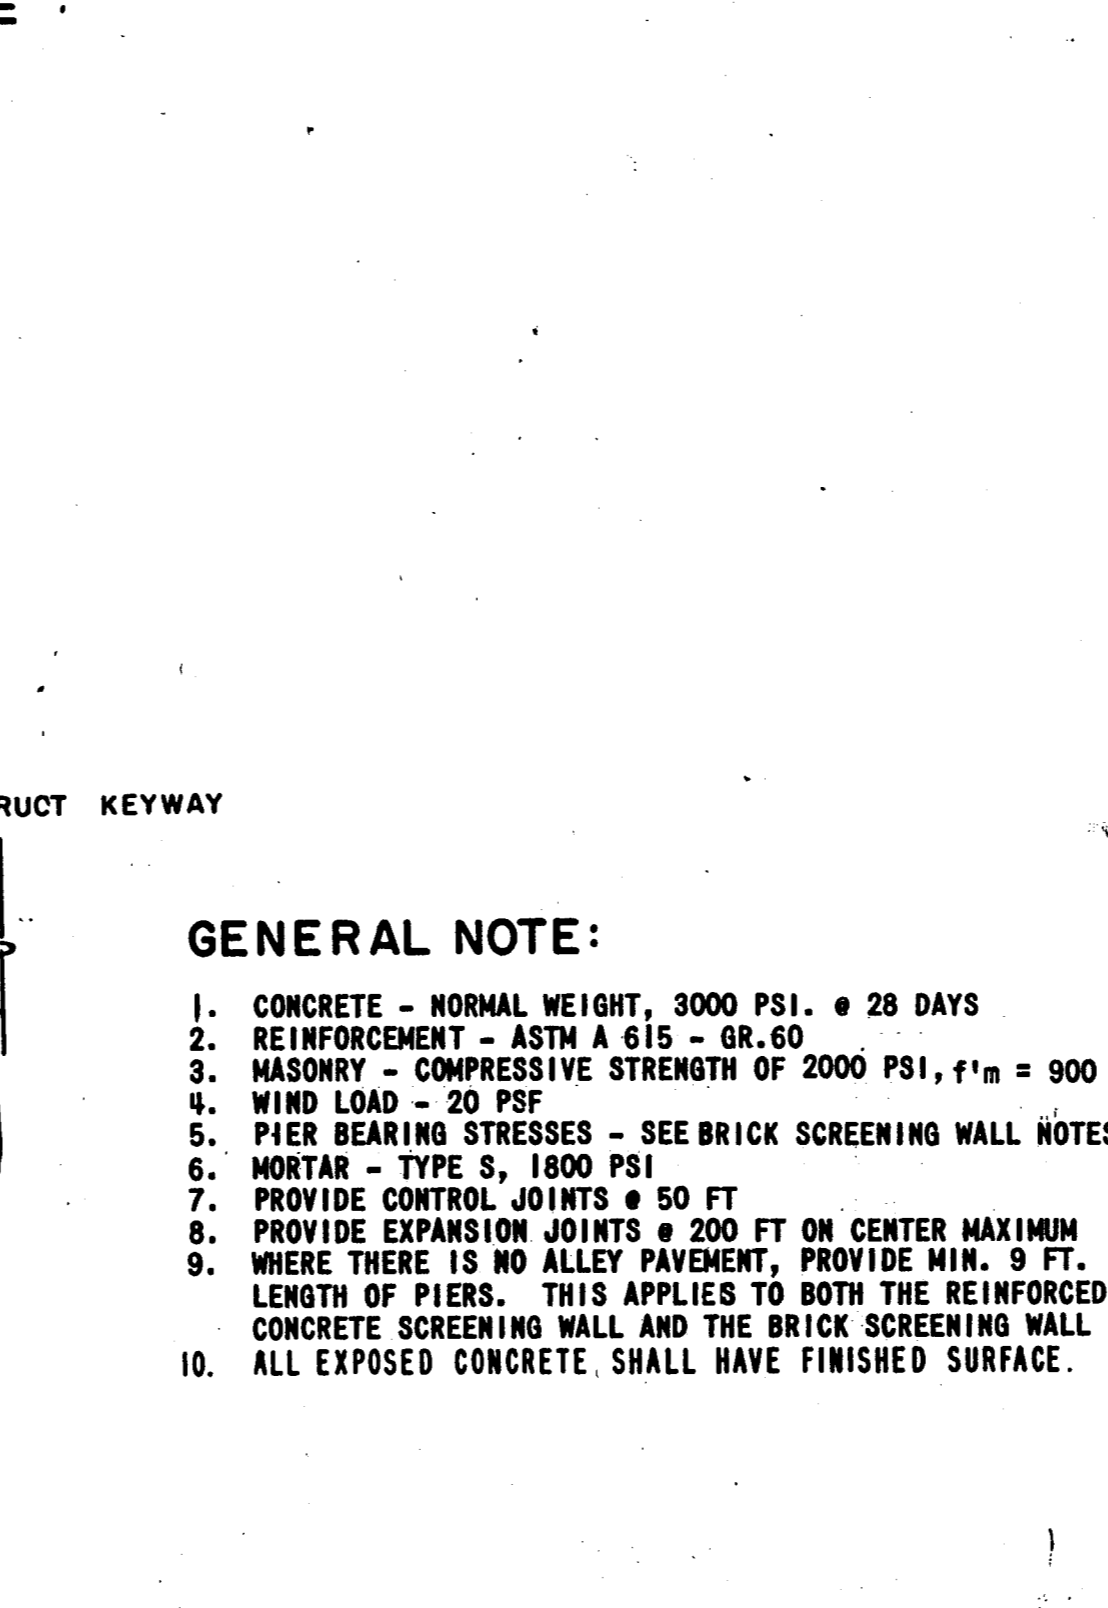 RUCT KEYWAY
GENERAL NOTE:
1. CONCRETE - NORMAL WEIGHT, 3000 PSI. @ 28 DAYS
2. REINFORCEMENT - ASTM A 615 - GR.60
3. MASONRY - COMPRESSIVE STRENGTH OF 2000 PSI, f'm = 900
4. WIND LOAD - 20 PSF
5. PIER BEARING STRESSES - SEE BRICK SCREENING WALL NOTES
6. MORTAR - TYPE S, 1800 PSI
7. PROVIDE CONTROL JOINTS @ 50 FT
8. PROVIDE EXPANSION JOINTS @ 200 FT ON CENTER MAXIMUM
9. WHERE THERE IS NO ALLEY PAVEMENT, PROVIDE MIN. 9 FT.
LENGTH OF PIERS. THIS APPLIES TO BOTH THE REINFORCED
CONCRETE SCREENING WALL AND THE BRICK SCREENING WALL
10. ALL EXPOSED CONCRETE SHALL HAVE FINISHED SURFACE.